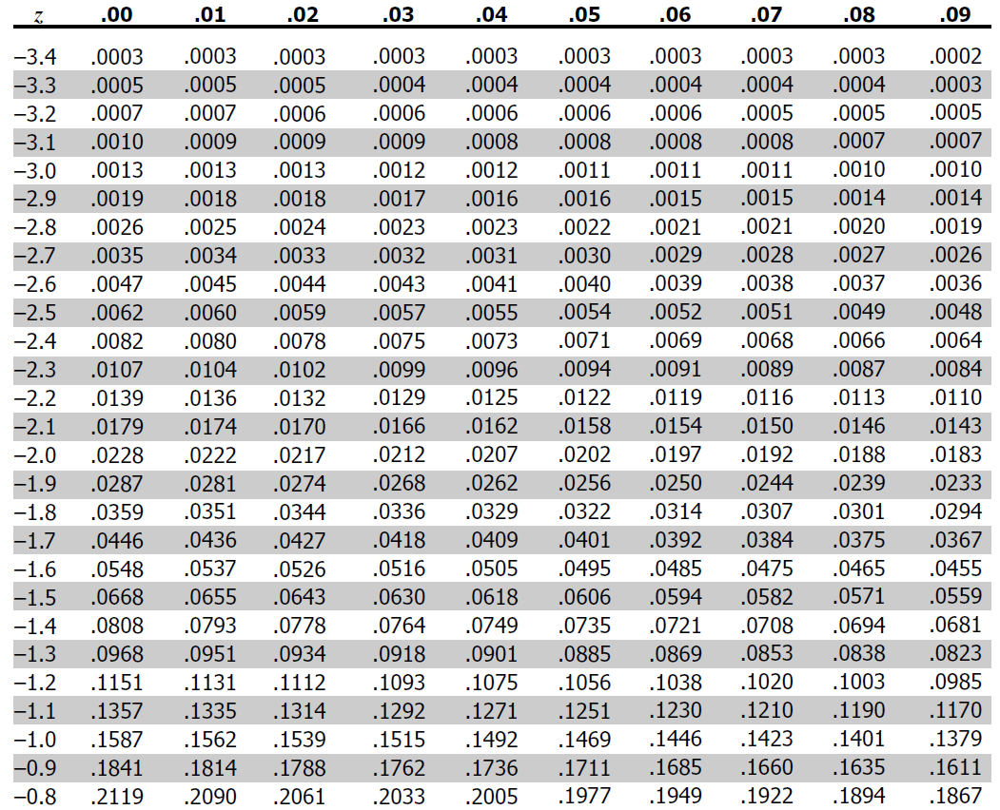 z .00 .01 .02 .03 .04 .05 .06 .07 .08 .09
−3.4 .0003 .0003 .0003 .0003 .0003 .0003 .0003 .0003 .0003 .0002
−3.3 .0005 .0005 .0005 .0004 .0004 .0004 .0004 .0004 .0004 .0003
−3.2 .0007 .0007 .0006 .0006 .0006 .0006 .0006 .0005 .0005 .0005
−3.1 .0010 .0009 .0009 .0009 .0008 .0008 .0008 .0008 .0007 .0007
−3.0 .0013 .0013 .0013 .0012 .0012 .0011 .0011 .0011 .0010 .0010
−2.9 .0019 .0018 .0018 .0017 .0016 .0016 .0015 .0015 .0014 .0014
−2.8 .0026 .0025 .0024 .0023 .0023 .0022 .0021 .0021 .0020 .0019
−2.7 .0035 .0034 .0033 .0032 .0031 .0030 .0029 .0028 .0027 .0026
−2.6 .0047 .0045 .0044 .0043 .0041 .0040 .0039 .0038 .0037 .0036
−2.5 .0062 .0060 .0059 .0057 .0055 .0054 .0052 .0051 .0049 .0048
−2.4 .0082 .0080 .0078 .0075 .0073 .0071 .0069 .0068 .0066 .0064
−2.3 .0107 .0104 .0102 .0099 .0096 .0094 .0091 .0089 .0087 .0084
−2.2 .0139 .0136 .0132 .0129 .0125 .0122 .0119 .0116 .0113 .0110
−2.1 .0179 .0174 .0170 .0166 .0162 .0158 .0154 .0150 .0146 .0143
−2.0 .0228 .0222 .0217 .0212 .0207 .0202 .0197 .0192 .0188 .0183
−1.9 .0287 .0281 .0274 .0268 .0262 .0256 .0250 .0244 .0239 .0233
−1.8 .0359 .0351 .0344 .0336 .0329 .0322 .0314 .0307 .0301 .0294
−1.7 .0446 .0436 .0427 .0418 .0409 .0401 .0392 .0384 .0375 .0367
−1.6 .0548 .0537 .0526 .0516 .0505 .0495 .0485 .0475 .0465 .0455
−1.5 .0668 .0655 .0643 .0630 .0618 .0606 .0594 .0582 .0571 .0559
−1.4 .0808 .0793 .0778 .0764 .0749 .0735 .0721 .0708 .0694 .0681
−1.3 .0968 .0951 .0934 .0918 .0901 .0885 .0869 .0853 .0838 .0823
−1.2 .1151 .1131 .1112 .1093 .1075 .1056 .1038 .1020 .1003 .0985
−1.1 .1357 .1335 .1314 .1292 .1271 .1251 .1230 .1210 .1190 .1170
−1.0 .1587 .1562 .1539 .1515 .1492 .1469 .1446 .1423 .1401 .1379
−0.9 .1841 .1814 .1788 .1762 .1736 .1711 .1685 .1660 .1635 .1611
−0.8 .2119 .2090 .2061 .2033 .2005 .1977 .1949 .1922 .1894 .1867